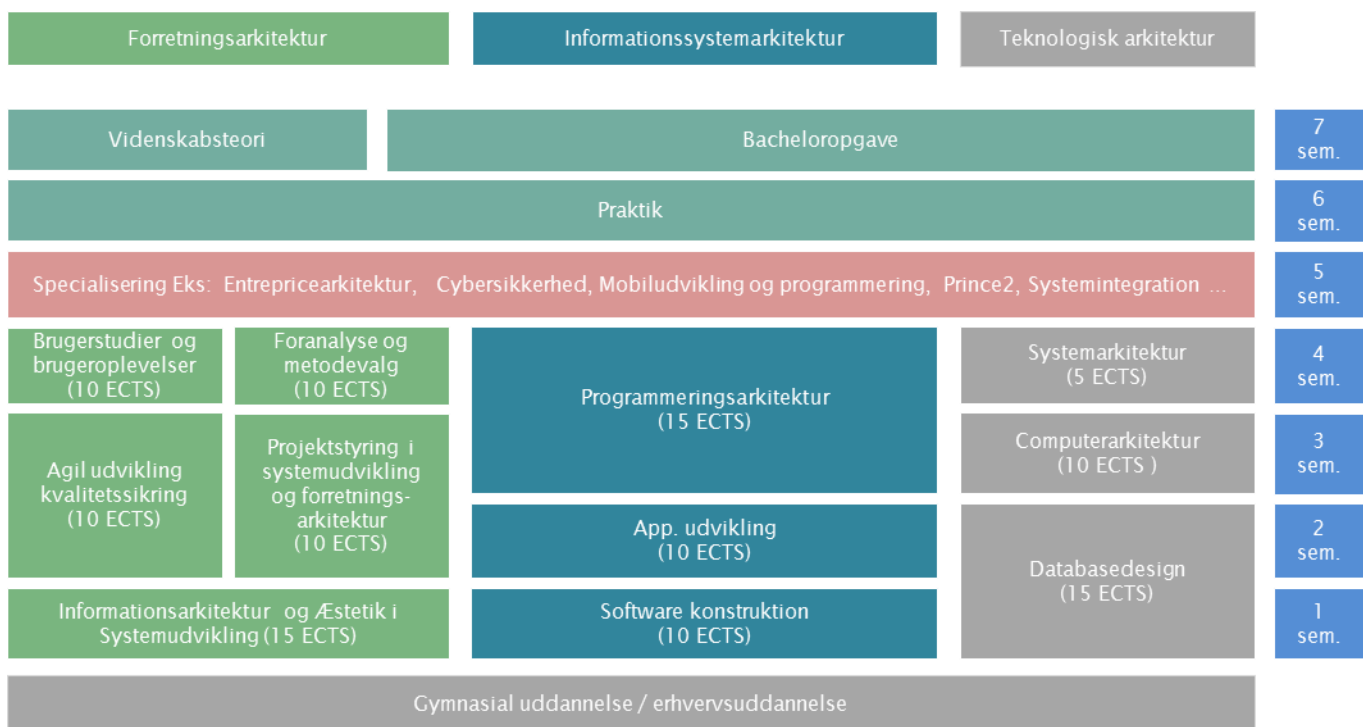 Forretningsarkitektur
Informationssystemarkitektur
Teknologisk arkitektur
Videnskabsteori
Bacheloropgave
7
sem.
Praktik
6
sem.
Specialisering Eks: Entrepricearkitektur, Cybersikkerhed, Mobiludvikling og programmering, Prince2, Systemintegration ...
5
sem.
Brugerstudier og
brugeroplevelser
(10 ECTS)
Foranalyse og
metodevalg
(10 ECTS)
Programmeringsarkitektur
(15 ECTS)
Systemarkitektur
(5 ECTS)
4
sem.
Agil udvikling
kvalitetssikring
(10 ECTS)
Projektstyring i
systemudvikling
og forretnings-
arkitektur
(10 ECTS)
Computerarkitektur
(10 ECTS )
3
sem.
App. udvikling
(10 ECTS)
Databasedesign
(15 ECTS)
2
sem.
Informationsarkitektur og Æstetik i
Systemudvikling (15 ECTS)
Software konstruktion
(10 ECTS)
1
sem.
Gymnasial uddannelse / erhvervsuddannelse